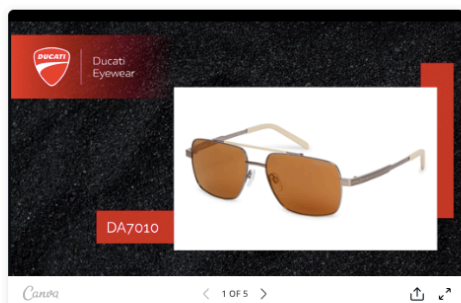 DUCATI
Ducati
Eyewear
DA7010
Canva
1 OF 5